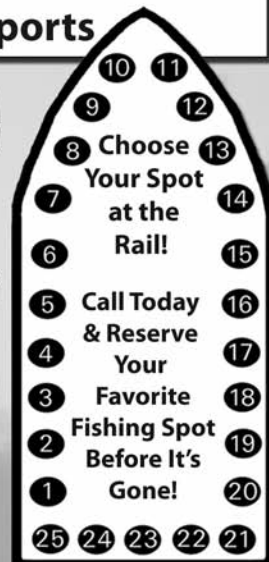 ports
10 11
9 12
8 Choose 13
7 Your Spot 14
at the
6 Rail! 15
5 Call Today 16
4 & Reserve 17
Your
3 Favorite 18
2 Fishing Spot 19
Before It's
1 Gone! 20
25 24 23 22 21